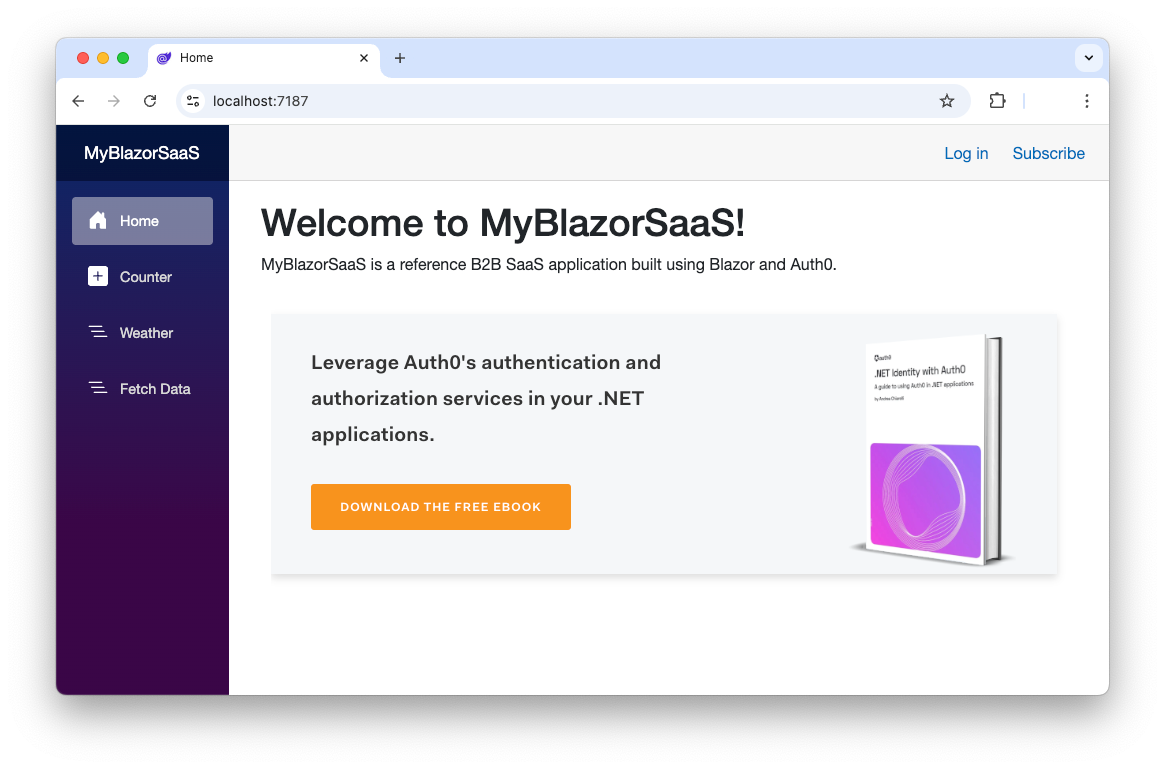 Home
localhost:7187
MyBlazorSaaS
Log in Subscribe
Home
Counter
Weather
Fetch Data
Welcome to MyBlazorSaaS!
MyBlazorSaaS is a reference B2B SaaS application built using Blazor and Auth0.
Leverage Auth0's authentication and
authorization services in your .NET
applications.
DOWNLOAD THE FREE EBOOK
auth0
.NET Identity with Auth0
A guide to using Auth0 in .NET applications
by Andrea Chiarelli